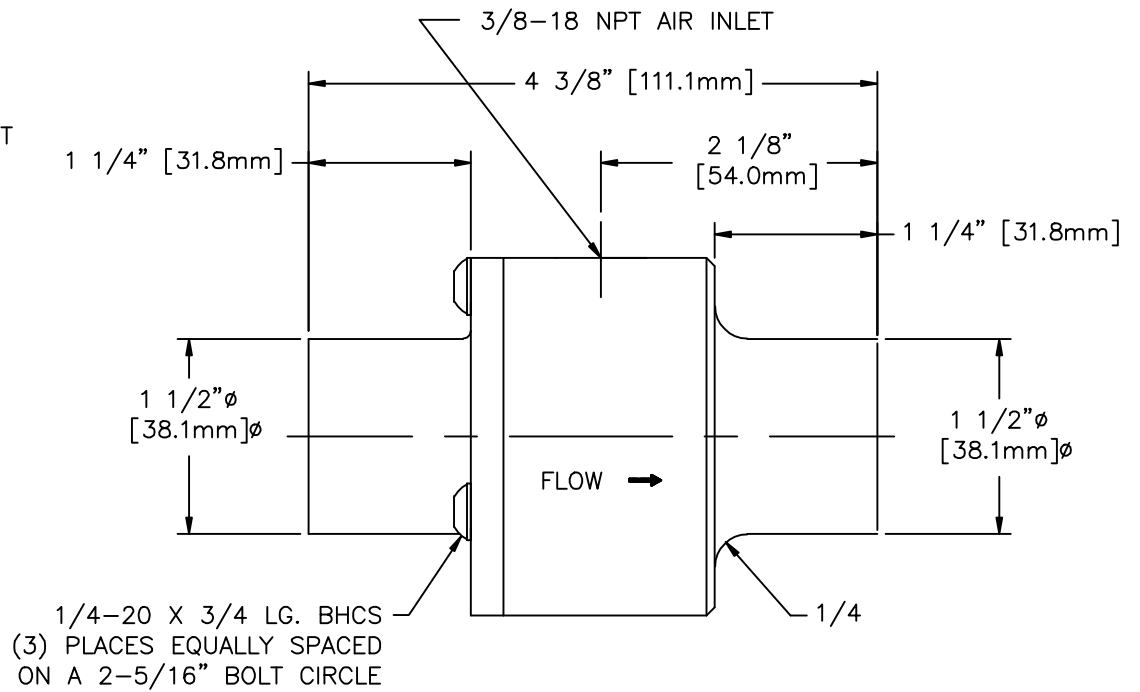 3/8-18 NPT AIR INLET
4 3/8" [111.1mm]
T
1 1/4" [31.8mm]
2 1/8"
[54.0mm]
1 1/4" [31.8mm]
1 1/2"ø
[38.1mm]ø
1 1/2"ø
[38.1mm]ø
FLOW
1/4-20 X 3/4 LG. BHCS
(3) PLACES EQUALLY SPACED
ON A 2-5/16" BOLT CIRCLE
1/4